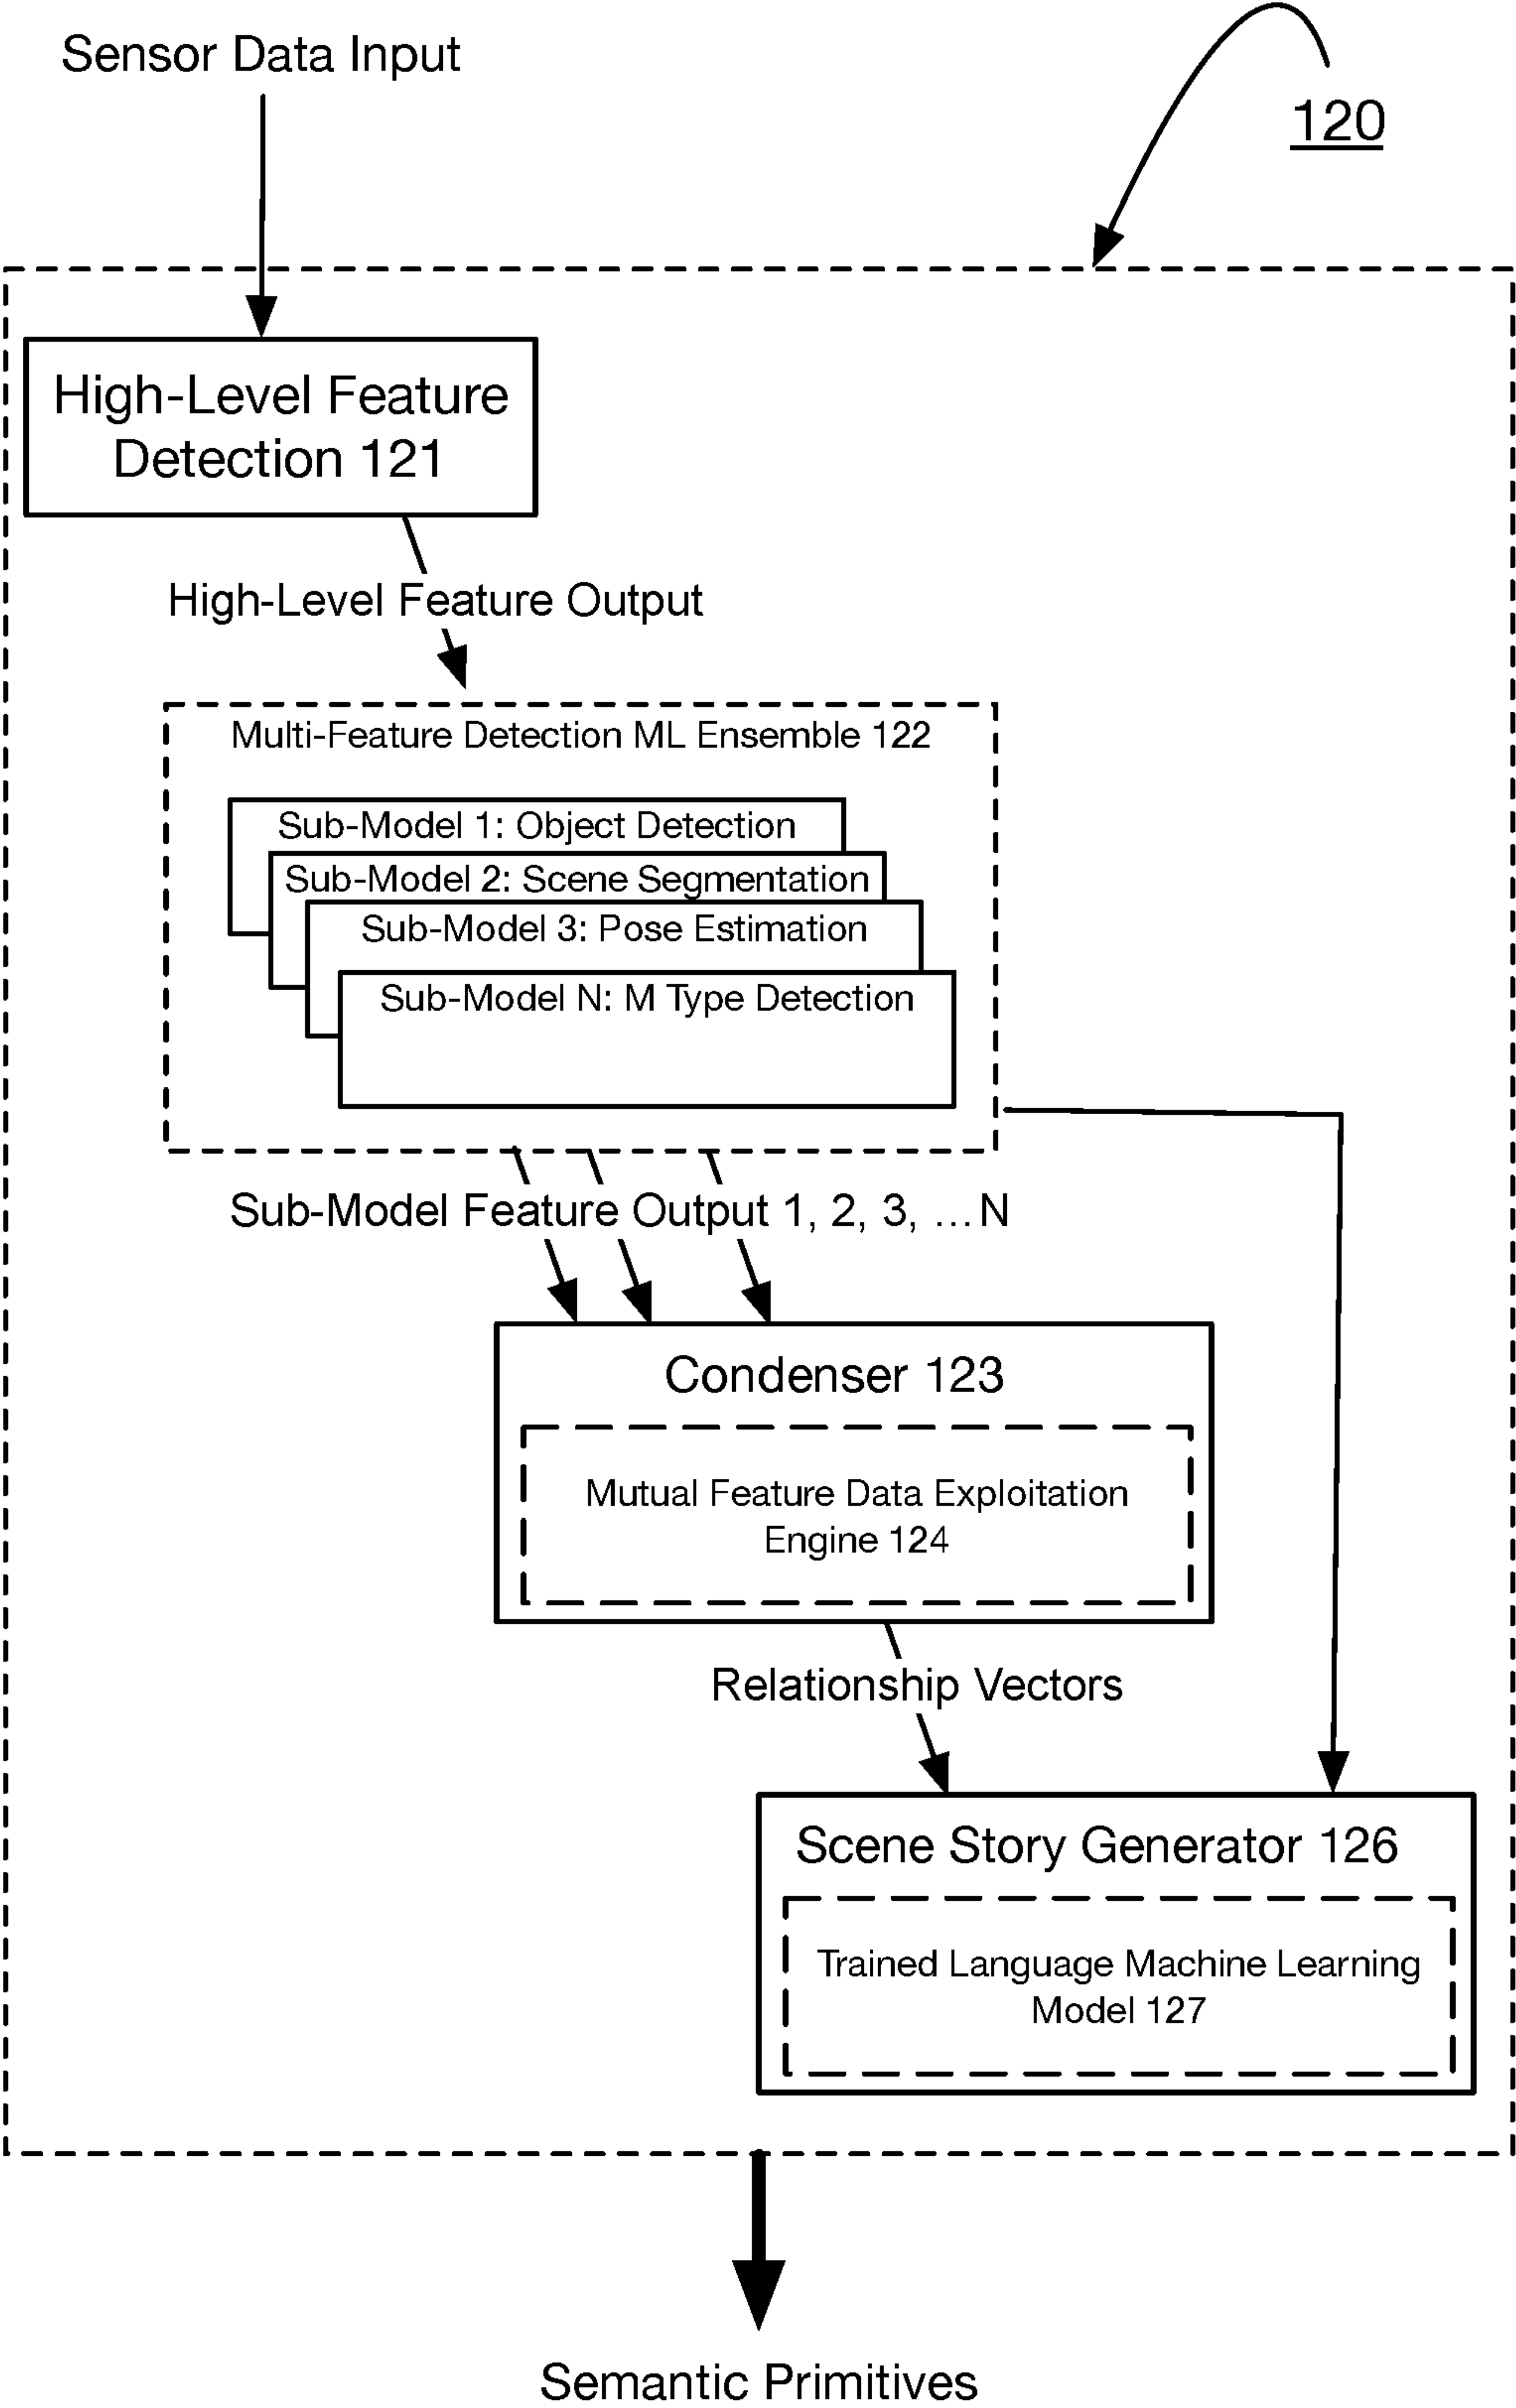 Sensor Data Input
120
High-Level Feature
Detection 121
High-Level Feature Output
Multi-Feature Detection ML Ensemble 122
Sub-Model 1: Object Detection
Sub-Model 2: Scene Segmentation
Sub-Model 3: Pose Estimation
Sub-Model N: M Type Detection
Sub-Model Feature Output 1, 2, 3, ... N
Condenser 123
Mutual Feature Data Exploitation
Engine 124
Relationship Vectors
Scene Story Generator 126
Trained Language Machine Learning
Model 127
Semantic Primitives